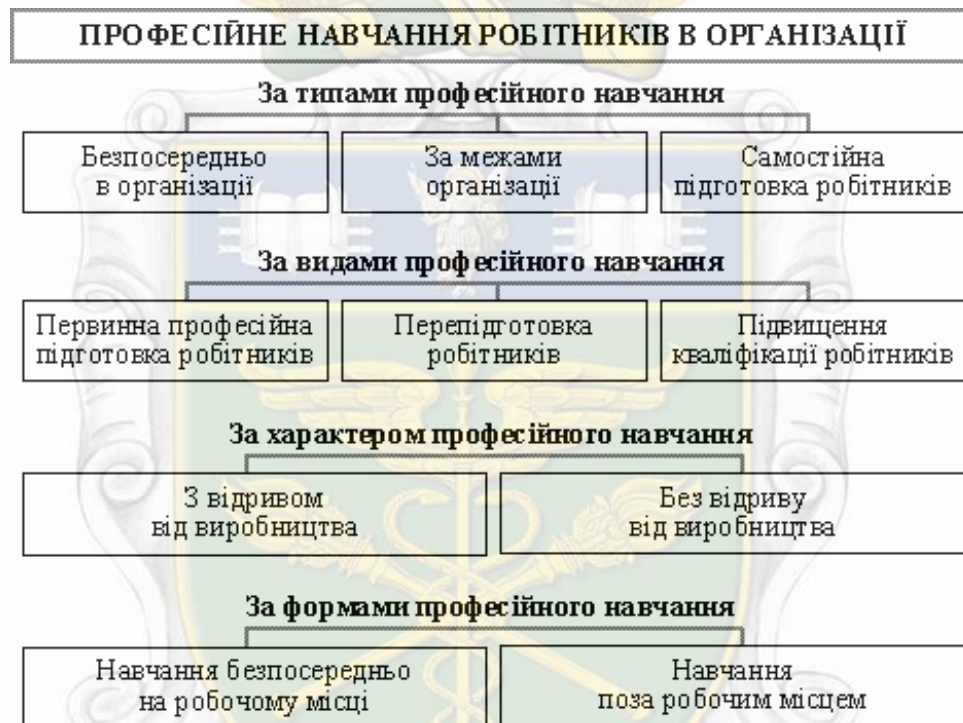 ПРОФЕСІЙНЕ НАВЧАННЯ РОБІТНИКІВ В ОРГАНІЗАЦІЇ
За типами професійного навчання
Безпосередньо
в організації
За межами
організації
Самостійна
підготовка робітників
За видами професійного навчання
Первинна професійна
підготовка робітників
Перепідготовка
робітників
Підвищення
кваліфікації робітників
За характером професійного навчання
З відривом
від виробництва
Без відриву
від виробництва
За формами професійного навчання
Навчання безпосередньо
на робочому місці
Навчання
поза робочим місцем